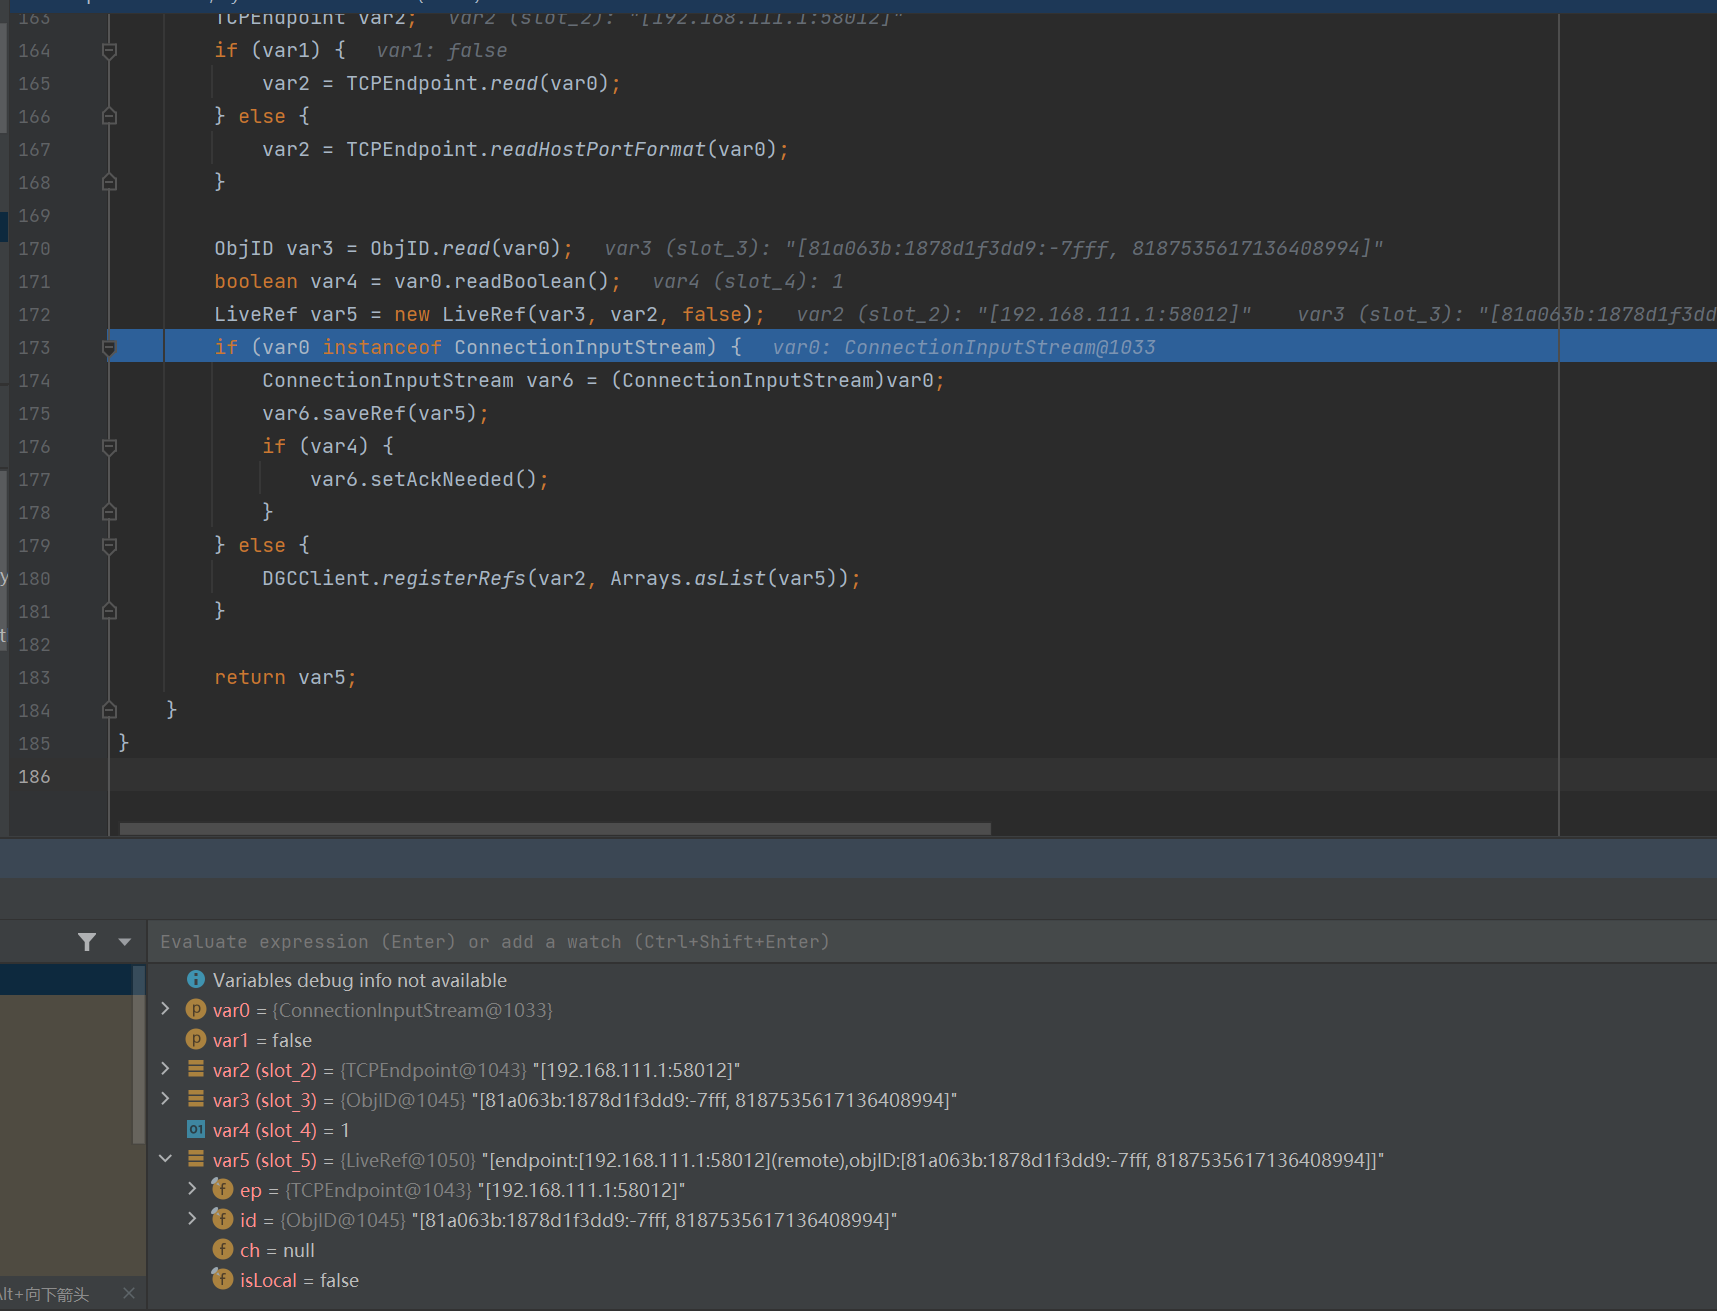 163 TCPEndpoint var2; var2 (slot_2): "[192.168.111.1:58012]"
164 if (var1) { var1: false
165 var2 = TCPEndpoint.read(var0);
166 } else {
167 var2 = TCPEndpoint.readHostPortFormat(var0);
168 }
169
170 ObjID var3 = ObjID.read(var0); var3 (slot_3): "[81a063b:1878d1f3dd9:-7fff, 8187535617136408994]"
171 boolean var4 = var0.readBoolean(); var4 (slot_4): 1
172 LiveRef var5 = new LiveRef(var3, var2, false); var2 (slot_2): "[192.168.111.1:58012]" var3 (slot_3): "[81a063b:1878d1f3dd
173 if (var0 instanceof ConnectionInputStream) { var0: ConnectionInputStream@1033
174 ConnectionInputStream var6 = (ConnectionInputStream)var0;
175 var6.saveRef(var5);
176 if (var4) {
177 var6.setAckNeeded();
178 }
179 } else {
180 DGCClient.registerRefs(var2, Arrays.asList(var5));
181 }
182
183 return var5;
184 }
185 }
186
Evaluate expression (Enter) or add a watch (Ctrl+Shift+Enter)
Variables debug info not available
var0 = {ConnectionInputStream@1033}
var1 = false
var2 (slot_2) = {TCPEndpoint@1043} "[192.168.111.1:58012]"
var3 (slot_3) = {ObjID@1045} "[81a063b:1878d1f3dd9:-7fff, 8187535617136408994]"
var4 (slot_4) = 1
var5 (slot_5) = {LiveRef@1050} "[endpoint:[192.168.111.1:58012](remote),objID:[81a063b:1878d1f3dd9:-7fff, 8187535617136408994]]"
ep = {TCPEndpoint@1043} "[192.168.111.1:58012]"
id = {ObjID@1045} "[81a063b:1878d1f3dd9:-7fff, 8187535617136408994]"
ch = null
isLocal = false
lt+向下箭头